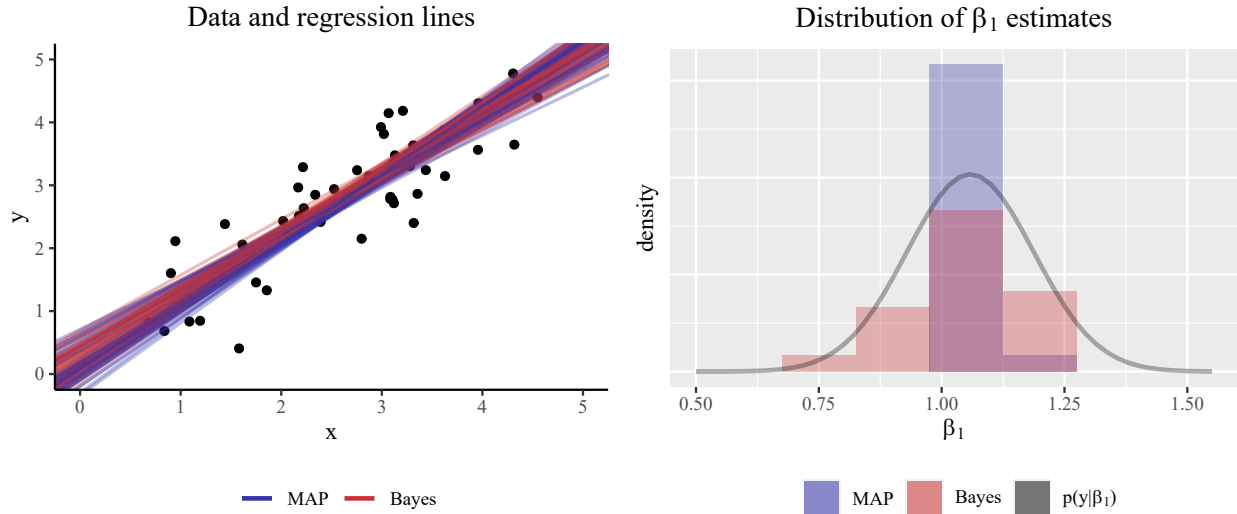 Data and regression lines
5
4
3
2
1
0
y
0 1 2 3 4 5
x
MAP Bayes
Distribution of β₁ estimates
density
0.50 0.75 1.00 1.25 1.50
β₁
MAP Bayes p(y|β₁)